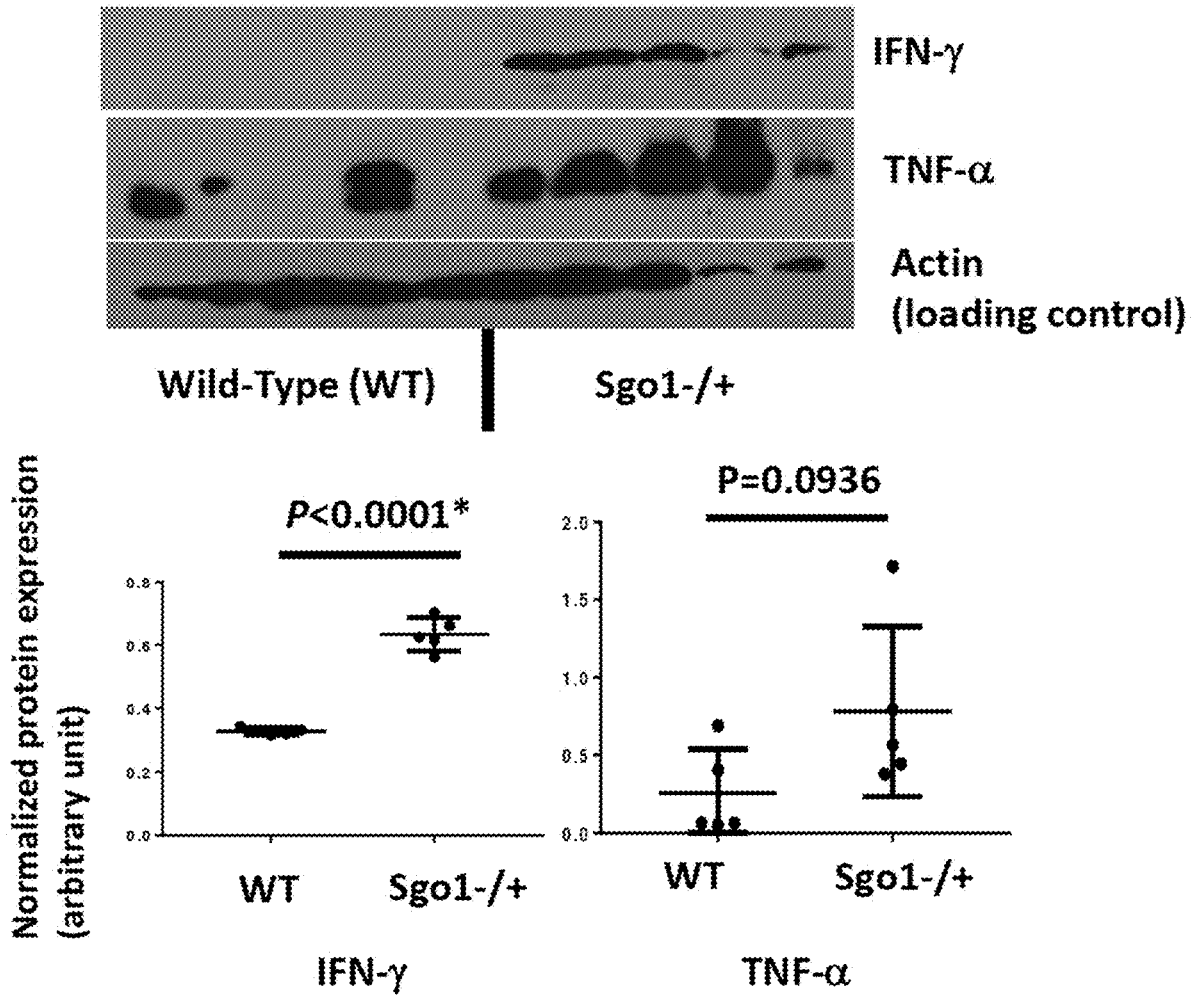 IFN-γ
TNF-α
Actin
(loading control)
Wild-Type (WT)
Sgo1-/+
Normalized protein expression
(arbitrary unit)
P<0.0001*
0.8
0.6
0.4
0.2
0.0
WT
Sgo1-/+
IFN-γ
P=0.0936
2.0
1.5
1.0
0.5
0.0
WT
Sgo1-/+
TNF-α